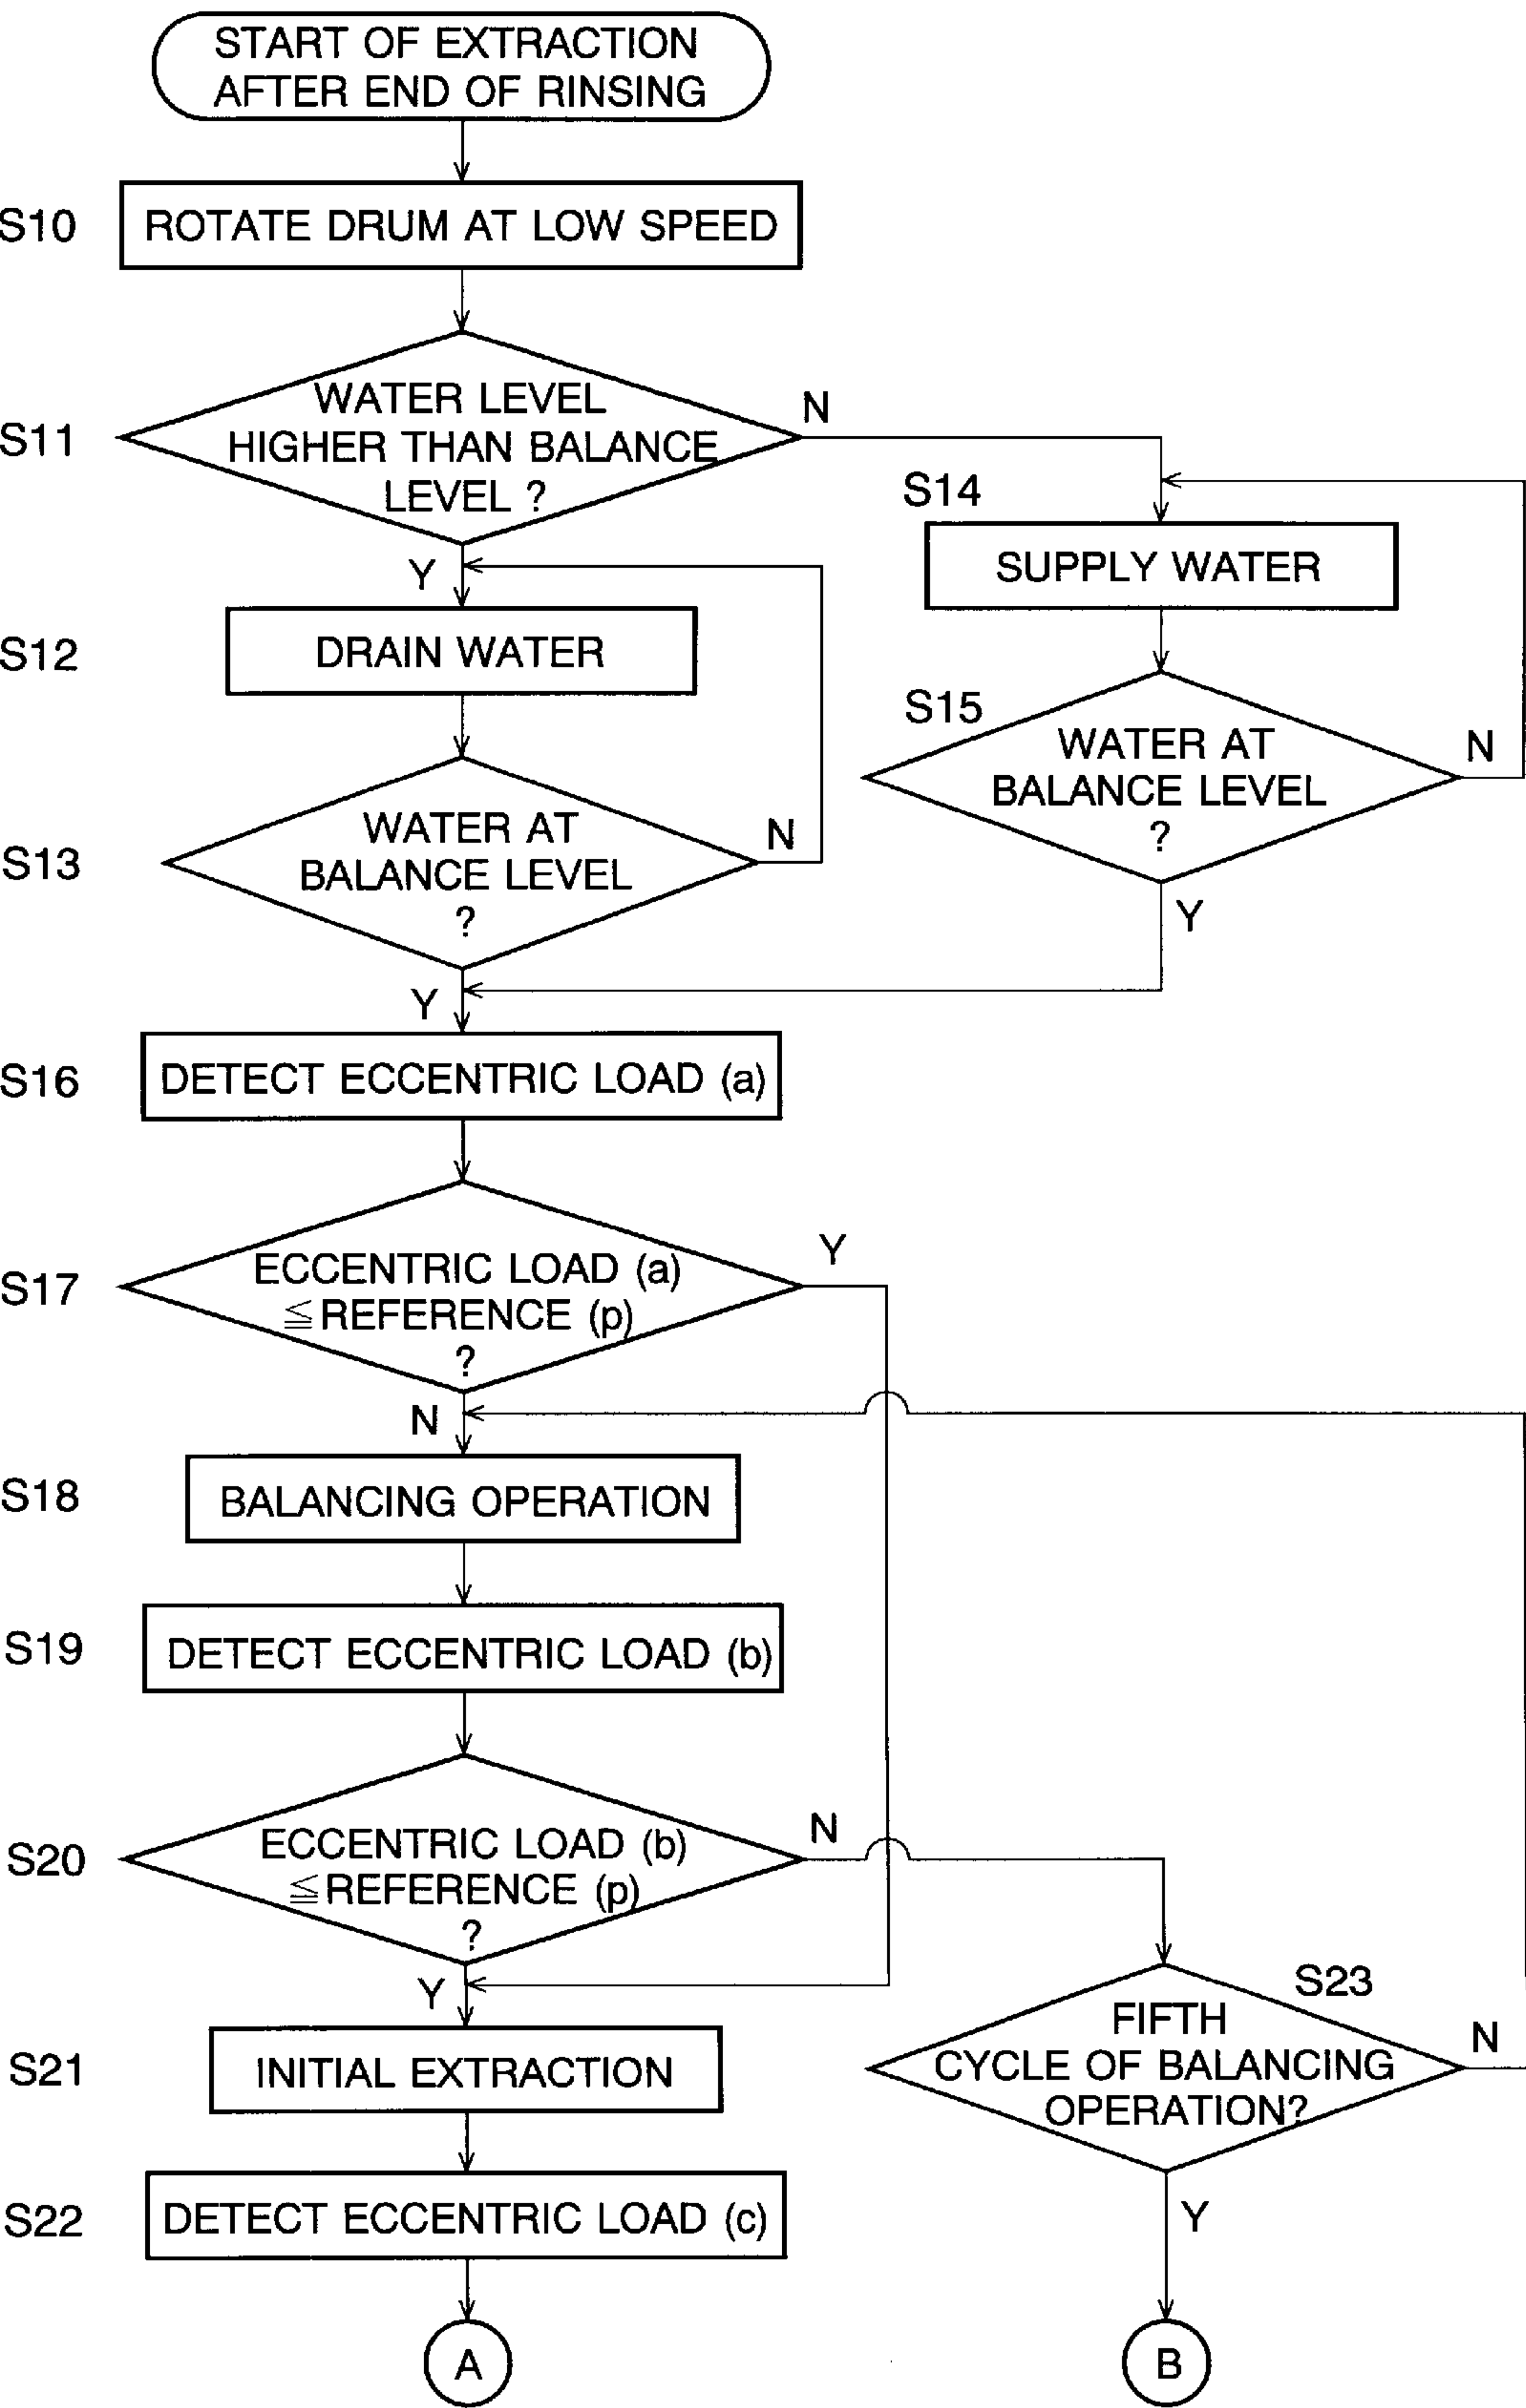 START OF EXTRACTION
AFTER END OF RINSING
S10
ROTATE DRUM AT LOW SPEED
S11
WATER LEVEL
HIGHER THAN BALANCE
LEVEL ?
N
Y
S12
DRAIN WATER
S14
SUPPLY WATER
S13
WATER AT
BALANCE LEVEL
?
N
Y
S15
WATER AT
BALANCE LEVEL
?
N
Y
S16
DETECT ECCENTRIC LOAD (a)
S17
ECCENTRIC LOAD (a)
≦REFERENCE (p)
?
Y
N
S18
BALANCING OPERATION
S19
DETECT ECCENTRIC LOAD (b)
S20
ECCENTRIC LOAD (b)
≦REFERENCE (p)
?
N
Y
S21
INITIAL EXTRACTION
S23
FIFTH
CYCLE OF BALANCING
OPERATION?
N
Y
S22
DETECT ECCENTRIC LOAD (c)
A
B